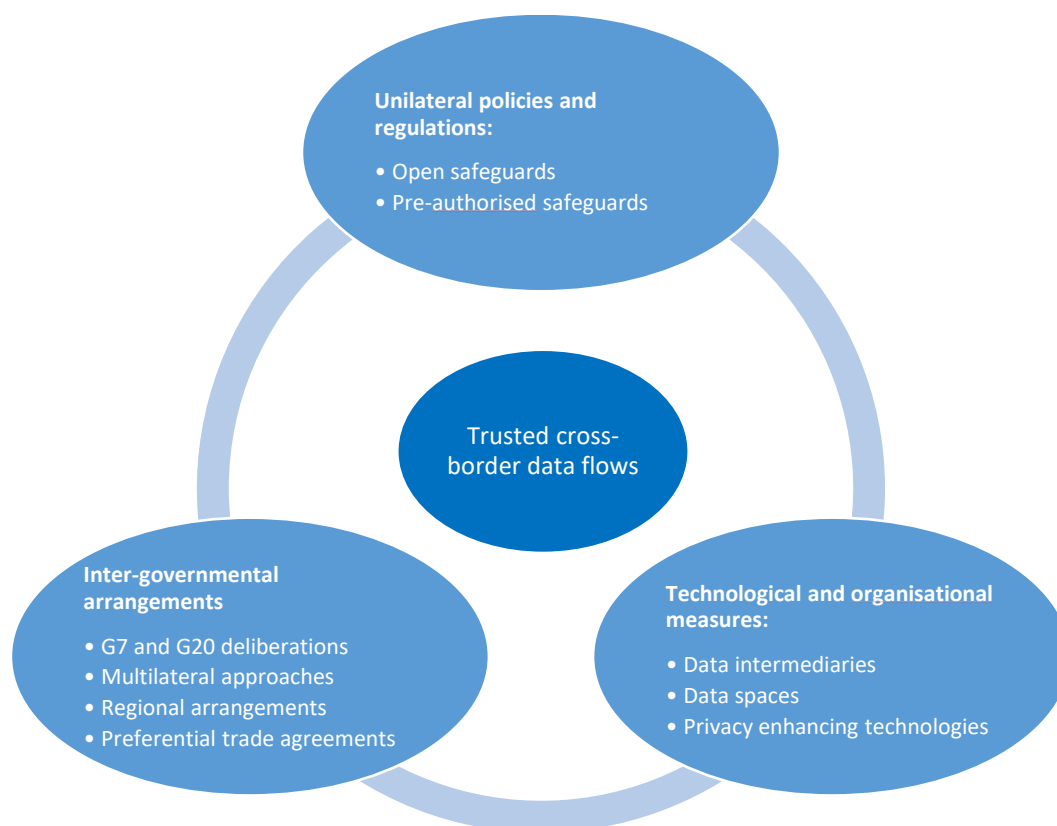 Unilateral policies and
regulations:
• Open safeguards
• Pre-authorised safeguards
Trusted cross-
border data flows
Inter-governmental
arrangements
• G7 and G20 deliberations
• Multilateral approaches
• Regional arrangements
• Preferential trade agreements
Technological and organisational
measures:
• Data intermediaries
• Data spaces
• Privacy enhancing technologies